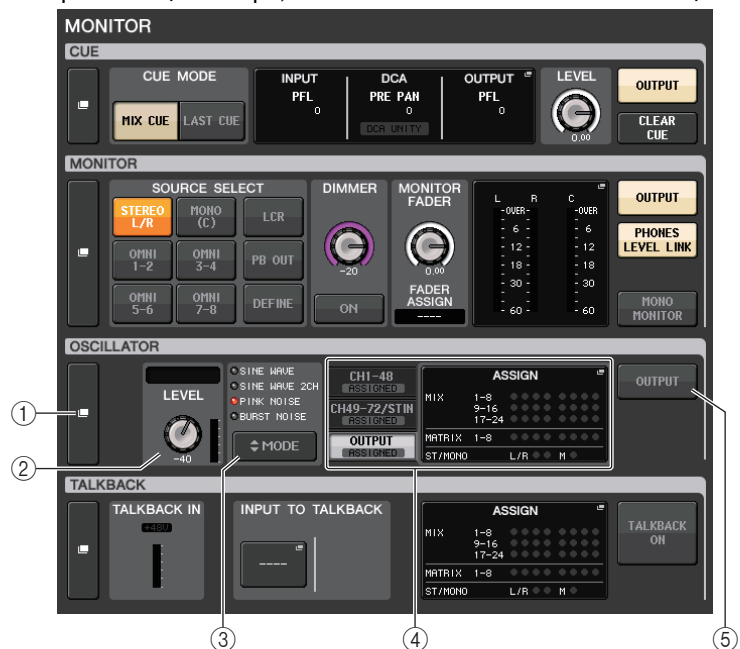 MONITOR
CUE
CUE MODE
MIX CUE LAST CUE
INPUT DCA OUTPUT
PFL PRE PAN PFL
0 0 0
DCA UNITY
LEVEL
0.00
OUTPUT
CLEAR CUE
MONITOR
SOURCE SELECT
STEREO L/R MONO (C) LCR
OMNI 1-2 OMNI 3-4 PB OUT
OMNI 5-6 OMNI 7-8 DEFINE
DIMMER
-20
ON
MONITOR FADER
0.00
FADER ASSIGN
----
L R C
-OVER- -OVER
- 6 - - 6
- 12 - - 12
- 18 - - 18
- 30 - - 30
- 60 - - 60
OUTPUT
PHONES LEVEL LINK
MONO MONITOR
OSCILLATOR
LEVEL
-40
SINE WAVE
SINE WAVE 2CH
PINK NOISE
BURST NOISE
MODE
CH1-48
ASSIGNED
CH49-72/STIN
ASSIGNED
OUTPUT
ASSIGNED
ASSIGN
MIX 1-8
9-16
17-24
MATRIX 1-8
ST/MONO L/R M
OUTPUT
TALKBACK
TALKBACK IN
+48V
INPUT TO TALKBACK
----
ASSIGN
MIX 1-8
9-16
17-24
MATRIX 1-8
ST/MONO L/R M
TALKBACK ON
1
2
3
4
5